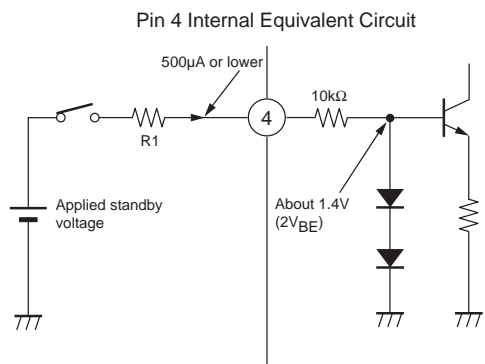 Pin 4 Internal Equivalent Circuit
500μA or lower
4
10kΩ
R1
Applied standby
voltage
About 1.4V
(2VBE)